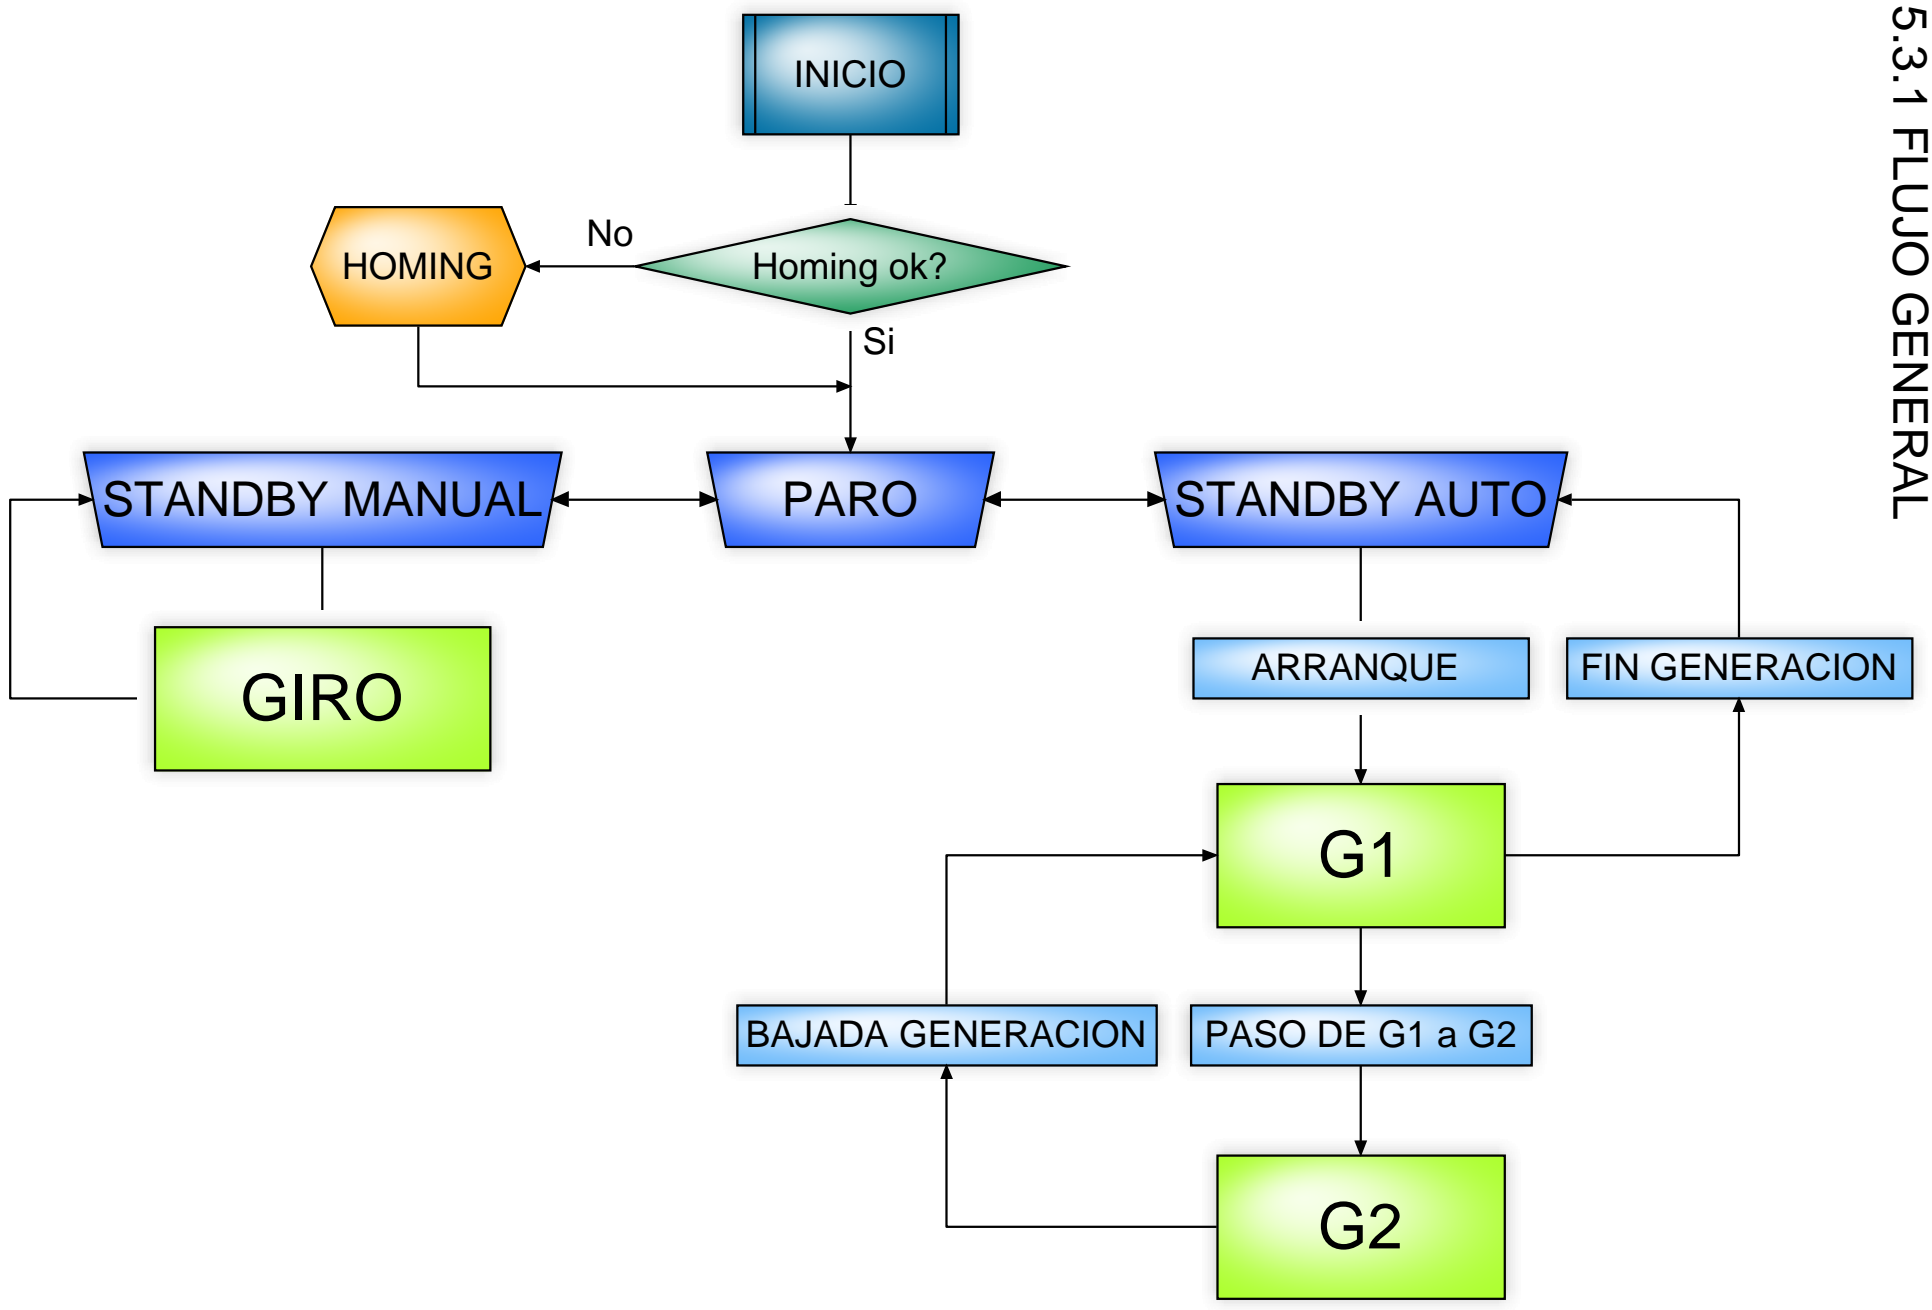 5.3.1 FLUJO GENERAL
INICIO
No
HOMING
Homing ok?
Si
STANDBY MANUAL
PARO
STANDBY AUTO
GIRO
ARRANQUE
FIN GENERACION
G1
BAJADA GENERACION
PASO DE G1 a G2
G2